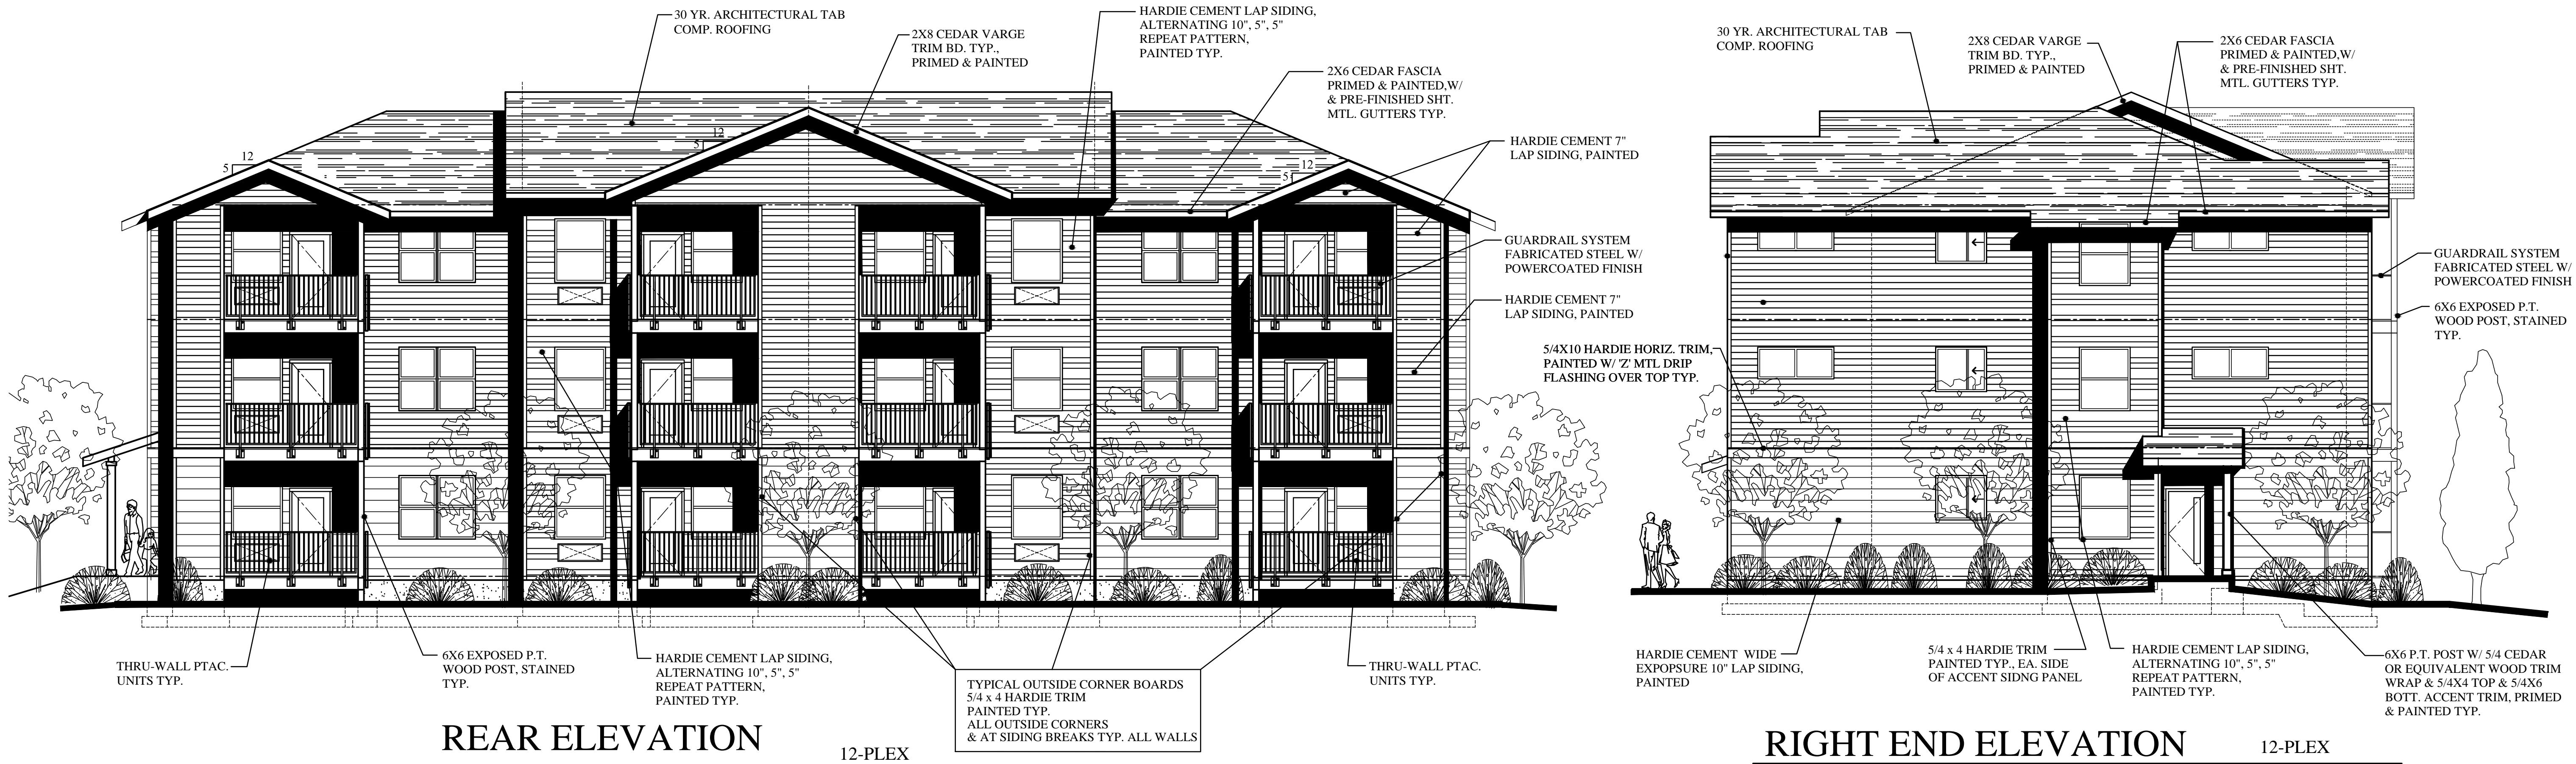 30 YR. ARCHITECTURAL TAB
COMP. ROOFING
2X8 CEDAR VARGE
TRIM BD. TYP.,
PRIMED & PAINTED
HARDIE CEMENT LAP SIDING,
ALTERNATING 10", 5", 5"
REPEAT PATTERN,
PAINTED TYP.
2X6 CEDAR FASCIA
PRIMED & PAINTED,W/
& PRE-FINISHED SHT.
MTL. GUTTERS TYP.
HARDIE CEMENT 7"
LAP SIDING, PAINTED
12
5
12
5
12
5
GUARDRAIL SYSTEM
FABRICATED STEEL W/
POWERCOATED FINISH
HARDIE CEMENT 7"
LAP SIDING, PAINTED
THRU-WALL PTAC.
UNITS TYP.
6X6 EXPOSED P.T.
WOOD POST, STAINED
TYP.
HARDIE CEMENT LAP SIDING,
ALTERNATING 10", 5", 5"
REPEAT PATTERN,
PAINTED TYP.
TYPICAL OUTSIDE CORNER BOARDS
5/4 x 4 HARDIE TRIM
PAINTED TYP.
ALL OUTSIDE CORNERS
& AT SIDING BREAKS TYP. ALL WALLS
THRU-WALL PTAC.
UNITS TYP.
REAR ELEVATION
12-PLEX
30 YR. ARCHITECTURAL TAB
COMP. ROOFING
2X8 CEDAR VARGE
TRIM BD. TYP.,
PRIMED & PAINTED
2X6 CEDAR FASCIA
PRIMED & PAINTED,W/
& PRE-FINISHED SHT.
MTL. GUTTERS TYP.
GUARDRAIL SYSTEM
FABRICATED STEEL W/
POWERCOATED FINISH
6X6 EXPOSED P.T.
WOOD POST, STAINED
TYP.
5/4X10 HARDIE HORIZ. TRIM,
PAINTED W/ 'Z' MTL DRIP
FLASHING OVER TOP TYP.
HARDIE CEMENT WIDE
EXPOPSURE 10" LAP SIDING,
PAINTED
5/4 x 4 HARDIE TRIM
PAINTED TYP., EA. SIDE
OF ACCENT SIDNG PANEL
HARDIE CEMENT LAP SIDING,
ALTERNATING 10", 5", 5"
REPEAT PATTERN,
PAINTED TYP.
6X6 P.T. POST W/ 5/4 CEDAR
OR EQUIVALENT WOOD TRIM
WRAP & 5/4X4 TOP & 5/4X6
BOTT. ACCENT TRIM, PRIMED
& PAINTED TYP.
RIGHT END ELEVATION
12-PLEX